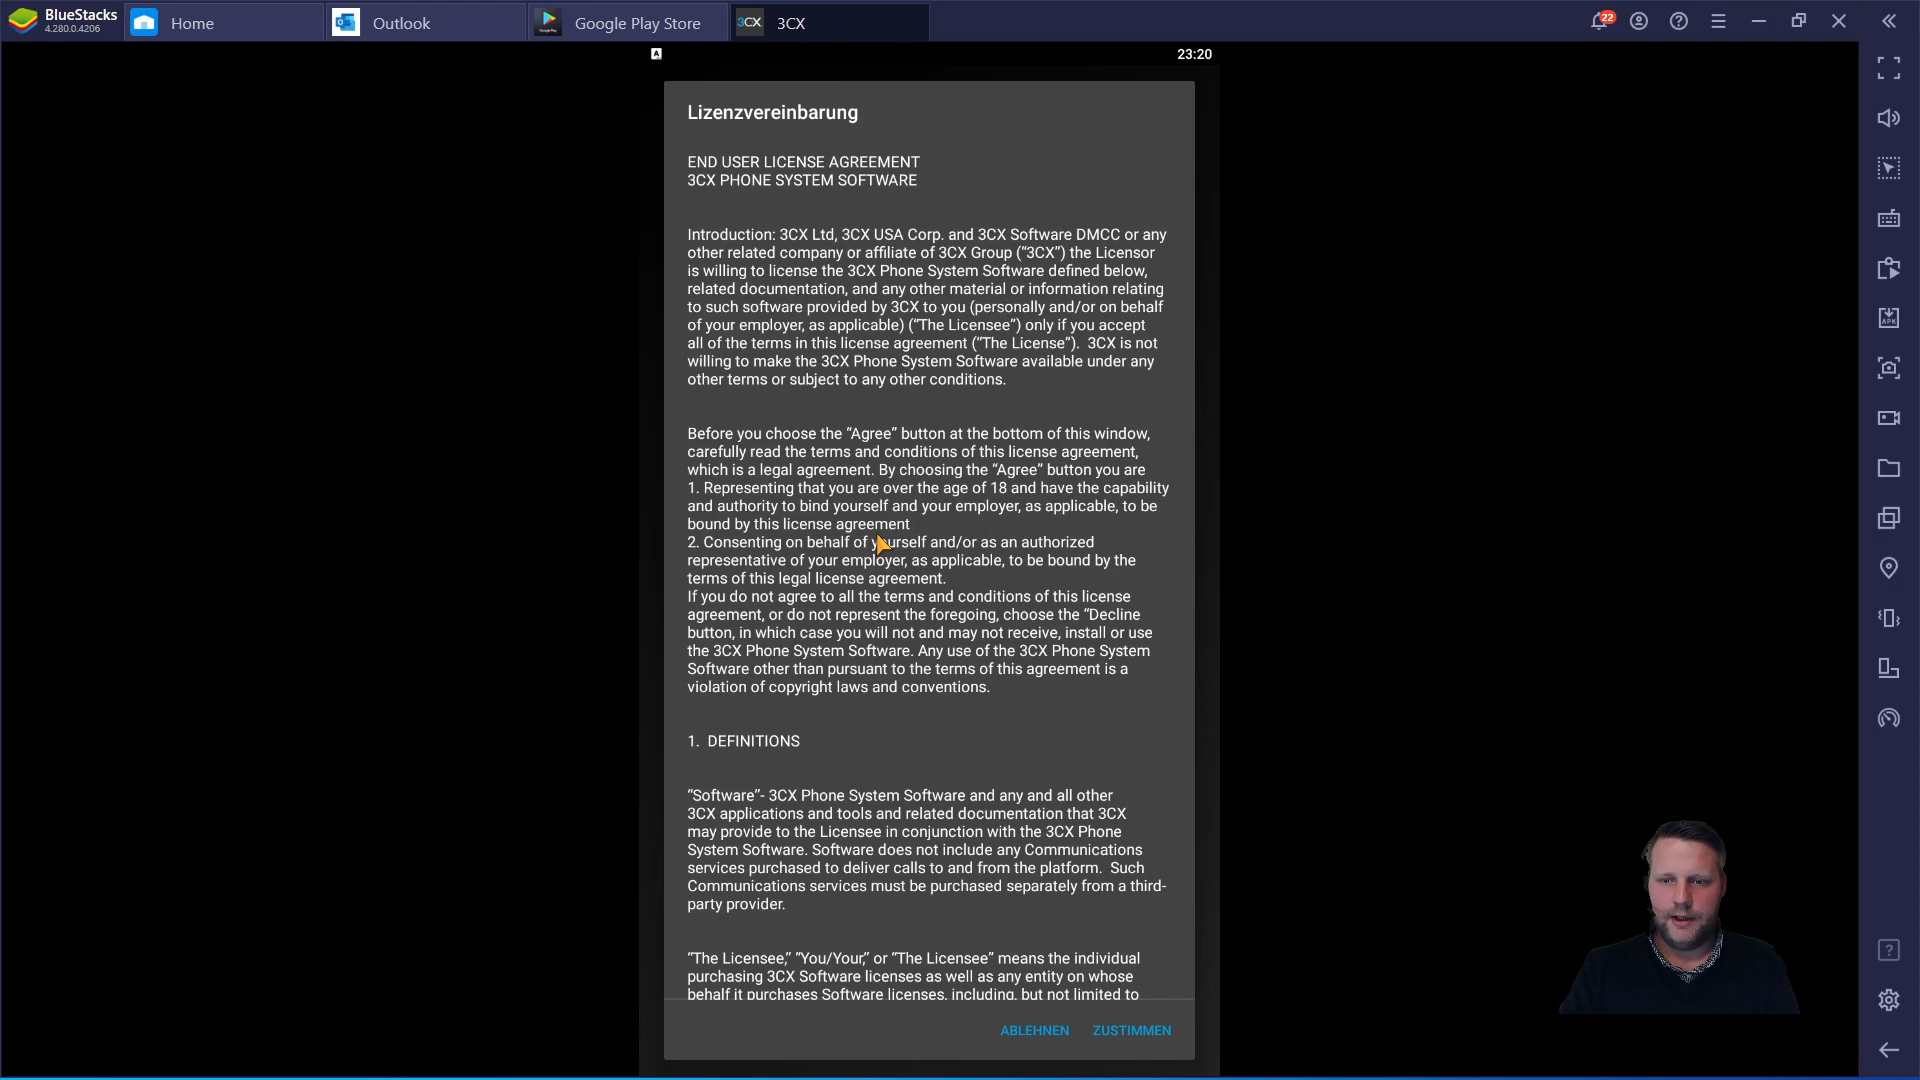 BlueStacks
4.280.0.4206
Home
Outlook
Google Play Store
3CX
3CX
22
23:20
A
Lizenzvereinbarung
END USER LICENSE AGREEMENT
3CX PHONE SYSTEM SOFTWARE
Introduction: 3CX Ltd, 3CX USA Corp. and 3CX Software DMCC or any
other related company or affiliate of 3CX Group (“3CX”) the Licensor
is willing to license the 3CX Phone System Software defined below,
related documentation, and any other material or information relating
to such software provided by 3CX to you (personally and/or on behalf
of your employer, as applicable) (“The Licensee”) only if you accept
all of the terms in this license agreement (“The License”).  3CX is not
willing to make the 3CX Phone System Software available under any
other terms or subject to any other conditions.
Before you choose the “Agree” button at the bottom of this window,
carefully read the terms and conditions of this license agreement,
which is a legal agreement. By choosing the “Agree” button you are
1. Representing that you are over the age of 18 and have the capability
and authority to bind yourself and your employer, as applicable, to be
bound by this license agreement
2. Consenting on behalf of yourself and/or as an authorized
representative of your employer, as applicable, to be bound by the
terms of this legal license agreement.
If you do not agree to all the terms and conditions of this license
agreement, or do not represent the foregoing, choose the “Decline
button, in which case you will not and may not receive, install or use
the 3CX Phone System Software. Any use of the 3CX Phone System
Software other than pursuant to the terms of this agreement is a
violation of copyright laws and conventions.
1.  DEFINITIONS
“Software”- 3CX Phone System Software and any and all other
3CX applications and tools and related documentation that 3CX
may provide to the Licensee in conjunction with the 3CX Phone
System Software. Software does not include any Communications
services purchased to deliver calls to and from the platform.  Such
Communications services must be purchased separately from a third-
party provider.
“The Licensee,” “You/Your,” or “The Licensee” means the individual
purchasing 3CX Software licenses as well as any entity on whose
behalf it purchases Software licenses, including, but not limited to
ABLEHNEN
ZUSTIMMEN